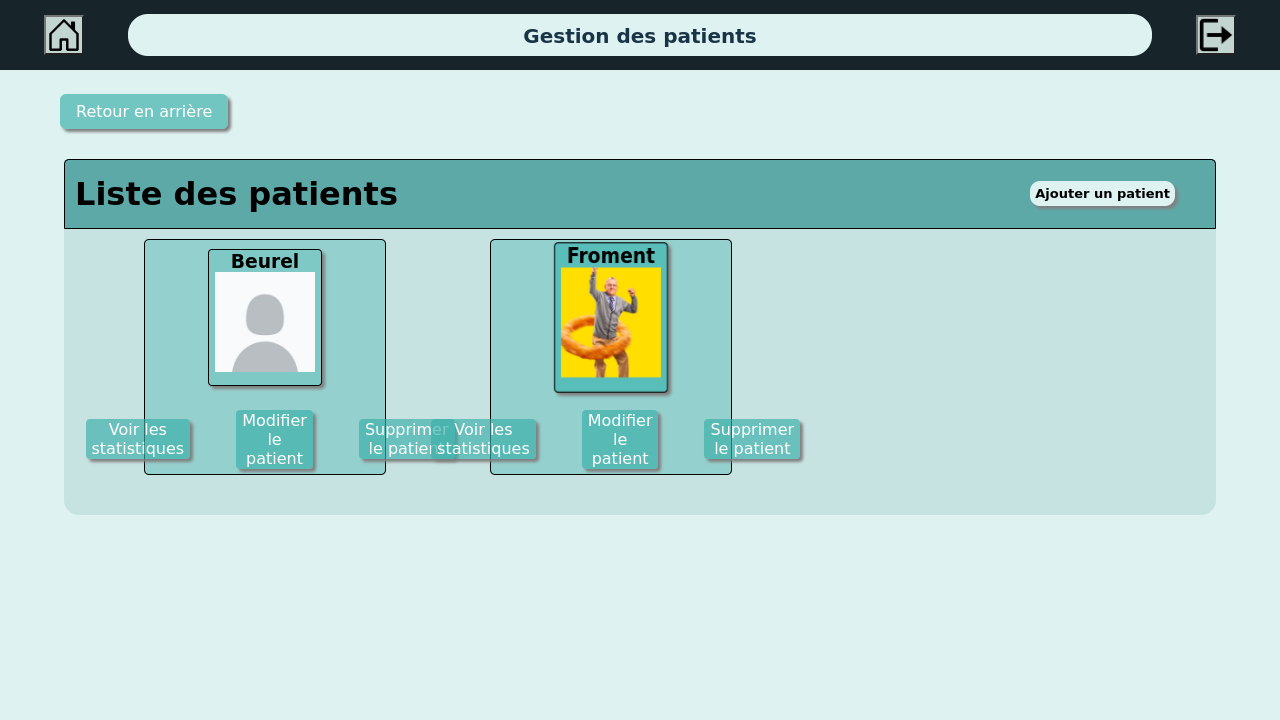 Gestion des patients
Retour en arrière
Liste des patients
Ajouter un patient
Beurel
Froment
Voir les
statistiques
Modifier
le
patient
Supprimer
le patient
Voir les
statistiques
Modifier
le
patient
Supprimer
le patient